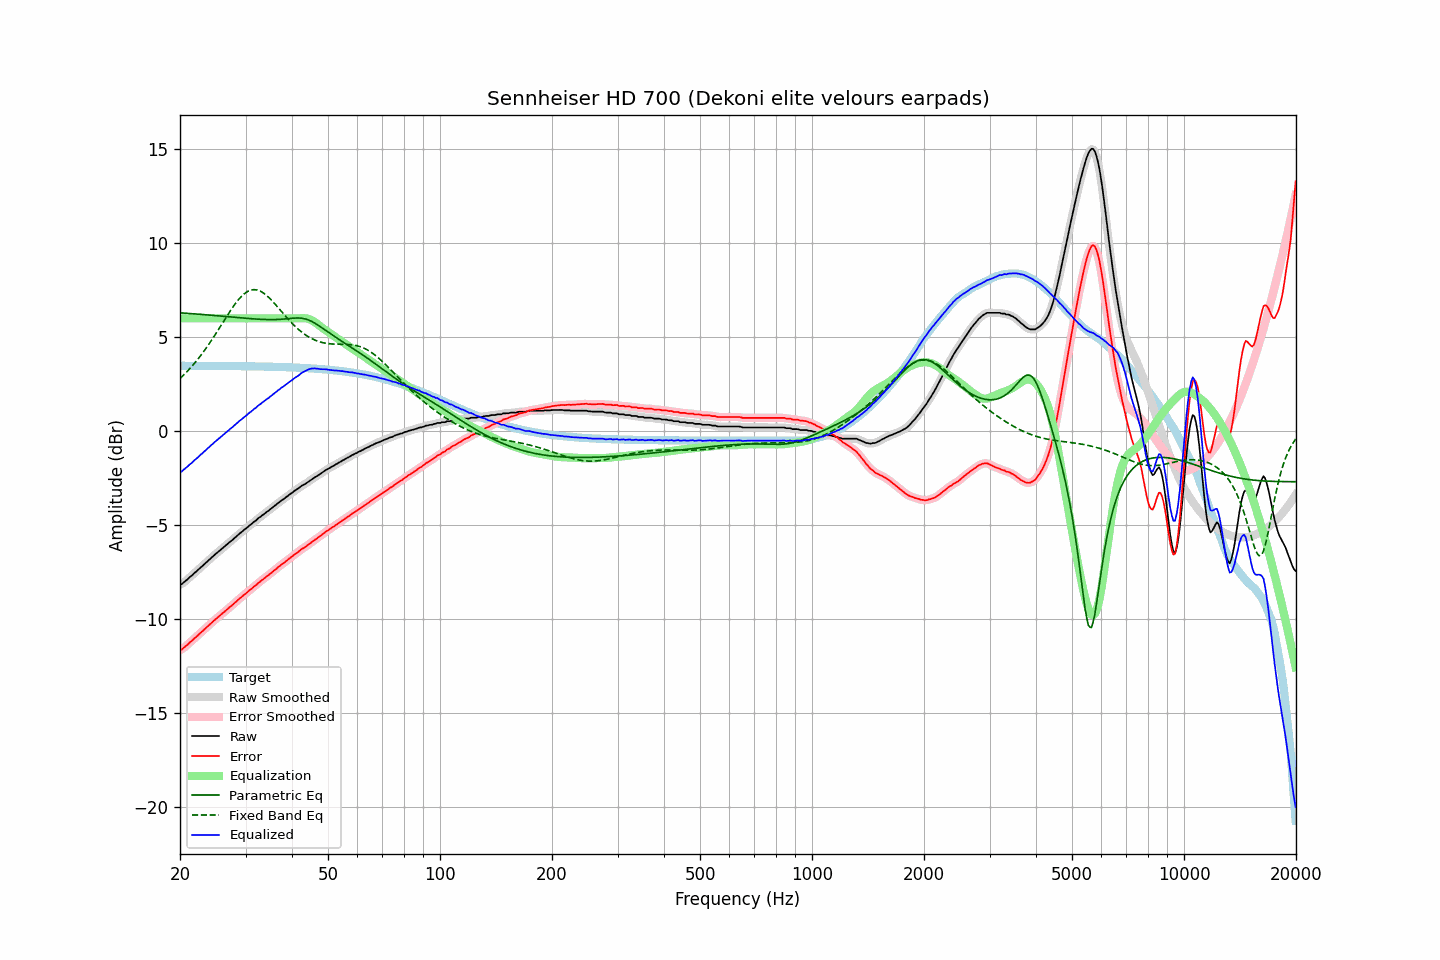 Sennheiser HD 700 (Dekoni elite velours earpads)
Amplitude (dBr)
15
10
5
0
−5
−10
−15
−20
Target
Raw Smoothed
Error Smoothed
Raw
Error
Equalization
Parametric Eq
Fixed Band Eq
Equalized
20 50 100 200 500 1000 2000 5000 10000 20000
Frequency (Hz)